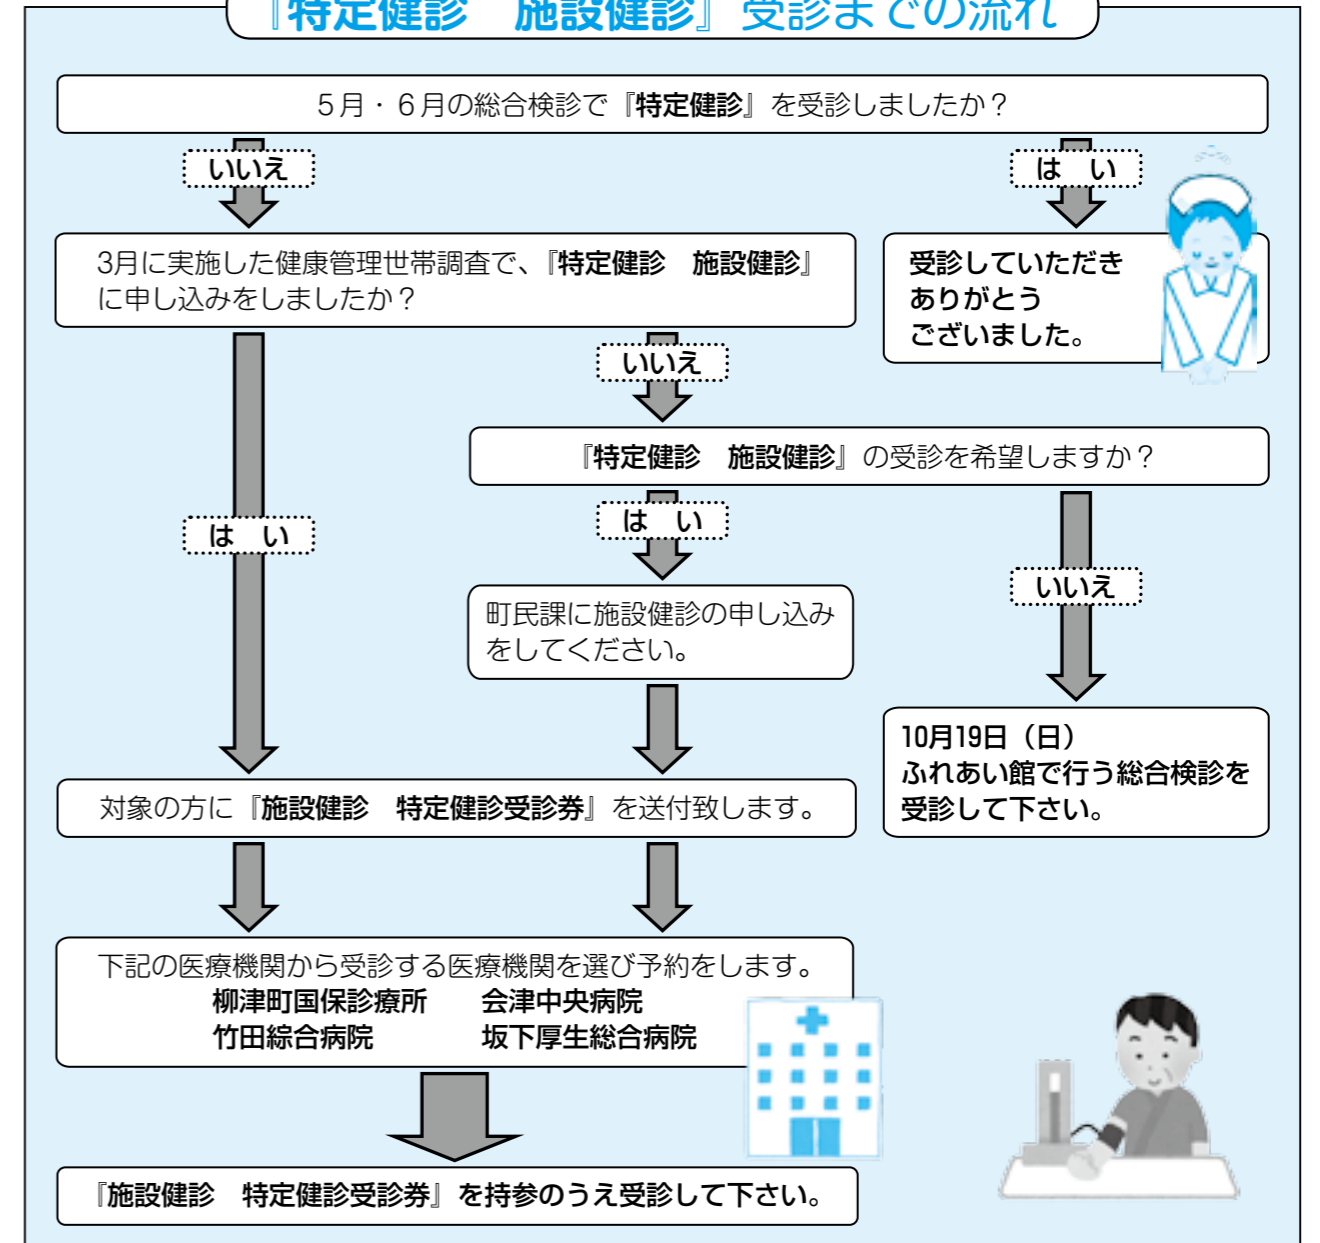 『特定健診　施設健診』受診までの流れ
５月・６月の総合検診で『特定健診』を受診しましたか？
いいえ
は　い
3月に実施した健康管理世帯調査で、『特定健診　施設健診』
に申し込みをしましたか？
受診していただき
ありがとう
ございました。
いいえ
『特定健診　施設健診』の受診を希望しますか？
は　い
は　い
いいえ
町民課に施設健診の申し込み
をしてください。
10月19日（日）
ふれあい館で行う総合検診を
受診して下さい。
対象の方に『施設健診　特定健診受診券』を送付致します。
下記の医療機関から受診する医療機関を選び予約をします。
柳津町国保診療所　　会津中央病院
竹田綜合病院　　　　坂下厚生総合病院
『施設健診　特定健診受診券』を持参のうえ受診して下さい。